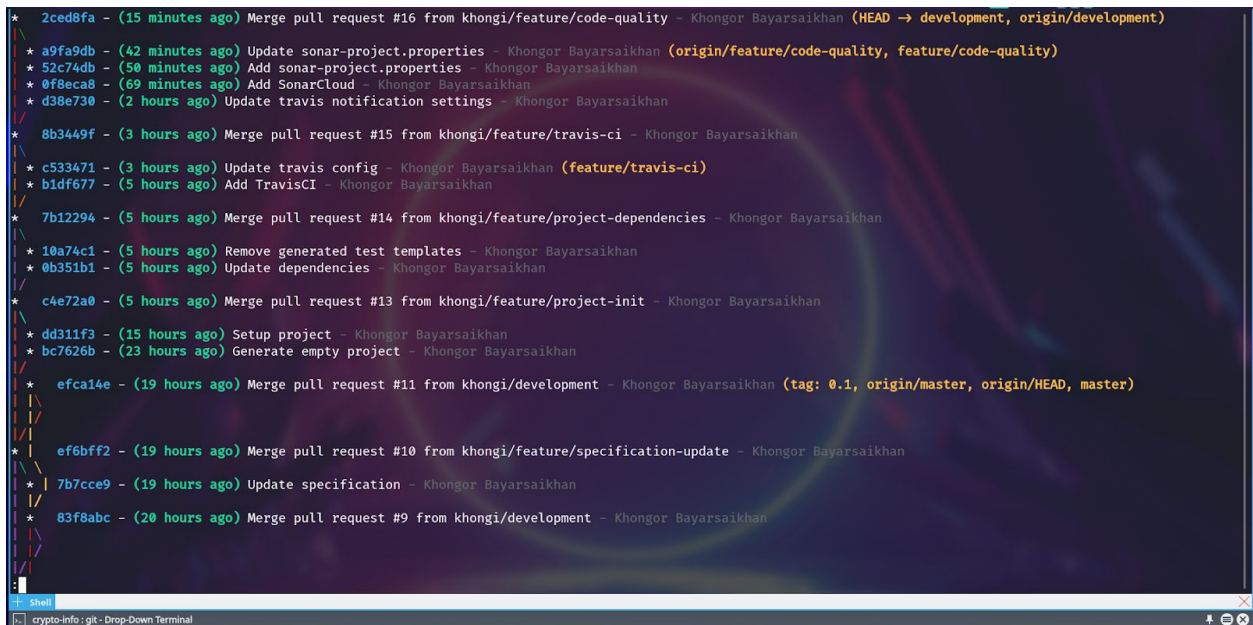 * 2ced8fa - (15 minutes ago) Merge pull request #16 from khongi/feature/code-quality - Khongor Bayarsaikhan (HEAD → development, origin/development)
|\
| * a9fa9db - (42 minutes ago) Update sonar-project.properties - Khongor Bayarsaikhan (origin/feature/code-quality, feature/code-quality)
| * 52c74db - (50 minutes ago) Add sonar-project.properties - Khongor Bayarsaikhan
| * 0f8eca8 - (69 minutes ago) Add SonarCloud - Khongor Bayarsaikhan
| * d38e730 - (2 hours ago) Update travis notification settings - Khongor Bayarsaikhan
|/
* 8b3449f - (3 hours ago) Merge pull request #15 from khongi/feature/travis-ci - Khongor Bayarsaikhan
|\
| * c533471 - (3 hours ago) Update travis config - Khongor Bayarsaikhan (feature/travis-ci)
| * b1df677 - (5 hours ago) Add TravisCI - Khongor Bayarsaikhan
|/
* 7b12294 - (5 hours ago) Merge pull request #14 from khongi/feature/project-dependencies - Khongor Bayarsaikhan
|\
| * 10a74c1 - (5 hours ago) Remove generated test templates - Khongor Bayarsaikhan
| * 0b351b1 - (5 hours ago) Update dependencies - Khongor Bayarsaikhan
|/
* c4e72a0 - (5 hours ago) Merge pull request #13 from khongi/feature/project-init - Khongor Bayarsaikhan
|\
| * dd311f3 - (15 hours ago) Setup project - Khongor Bayarsaikhan
| * bc7626b - (23 hours ago) Generate empty project - Khongor Bayarsaikhan
|/
| * efca14e - (19 hours ago) Merge pull request #11 from khongi/development - Khongor Bayarsaikhan (tag: 0.1, origin/master, origin/HEAD, master)
| |\
| |/
|/|
* | ef6bff2 - (19 hours ago) Merge pull request #10 from khongi/feature/specification-update - Khongor Bayarsaikhan
|\ \
| * | 7b7cce9 - (19 hours ago) Update specification - Khongor Bayarsaikhan
| |/
| * 83f8abc - (20 hours ago) Merge pull request #9 from khongi/development - Khongor Bayarsaikhan
| |\
| |/
|/|
:
+ Shell
crypto-info : git - Drop-Down Terminal